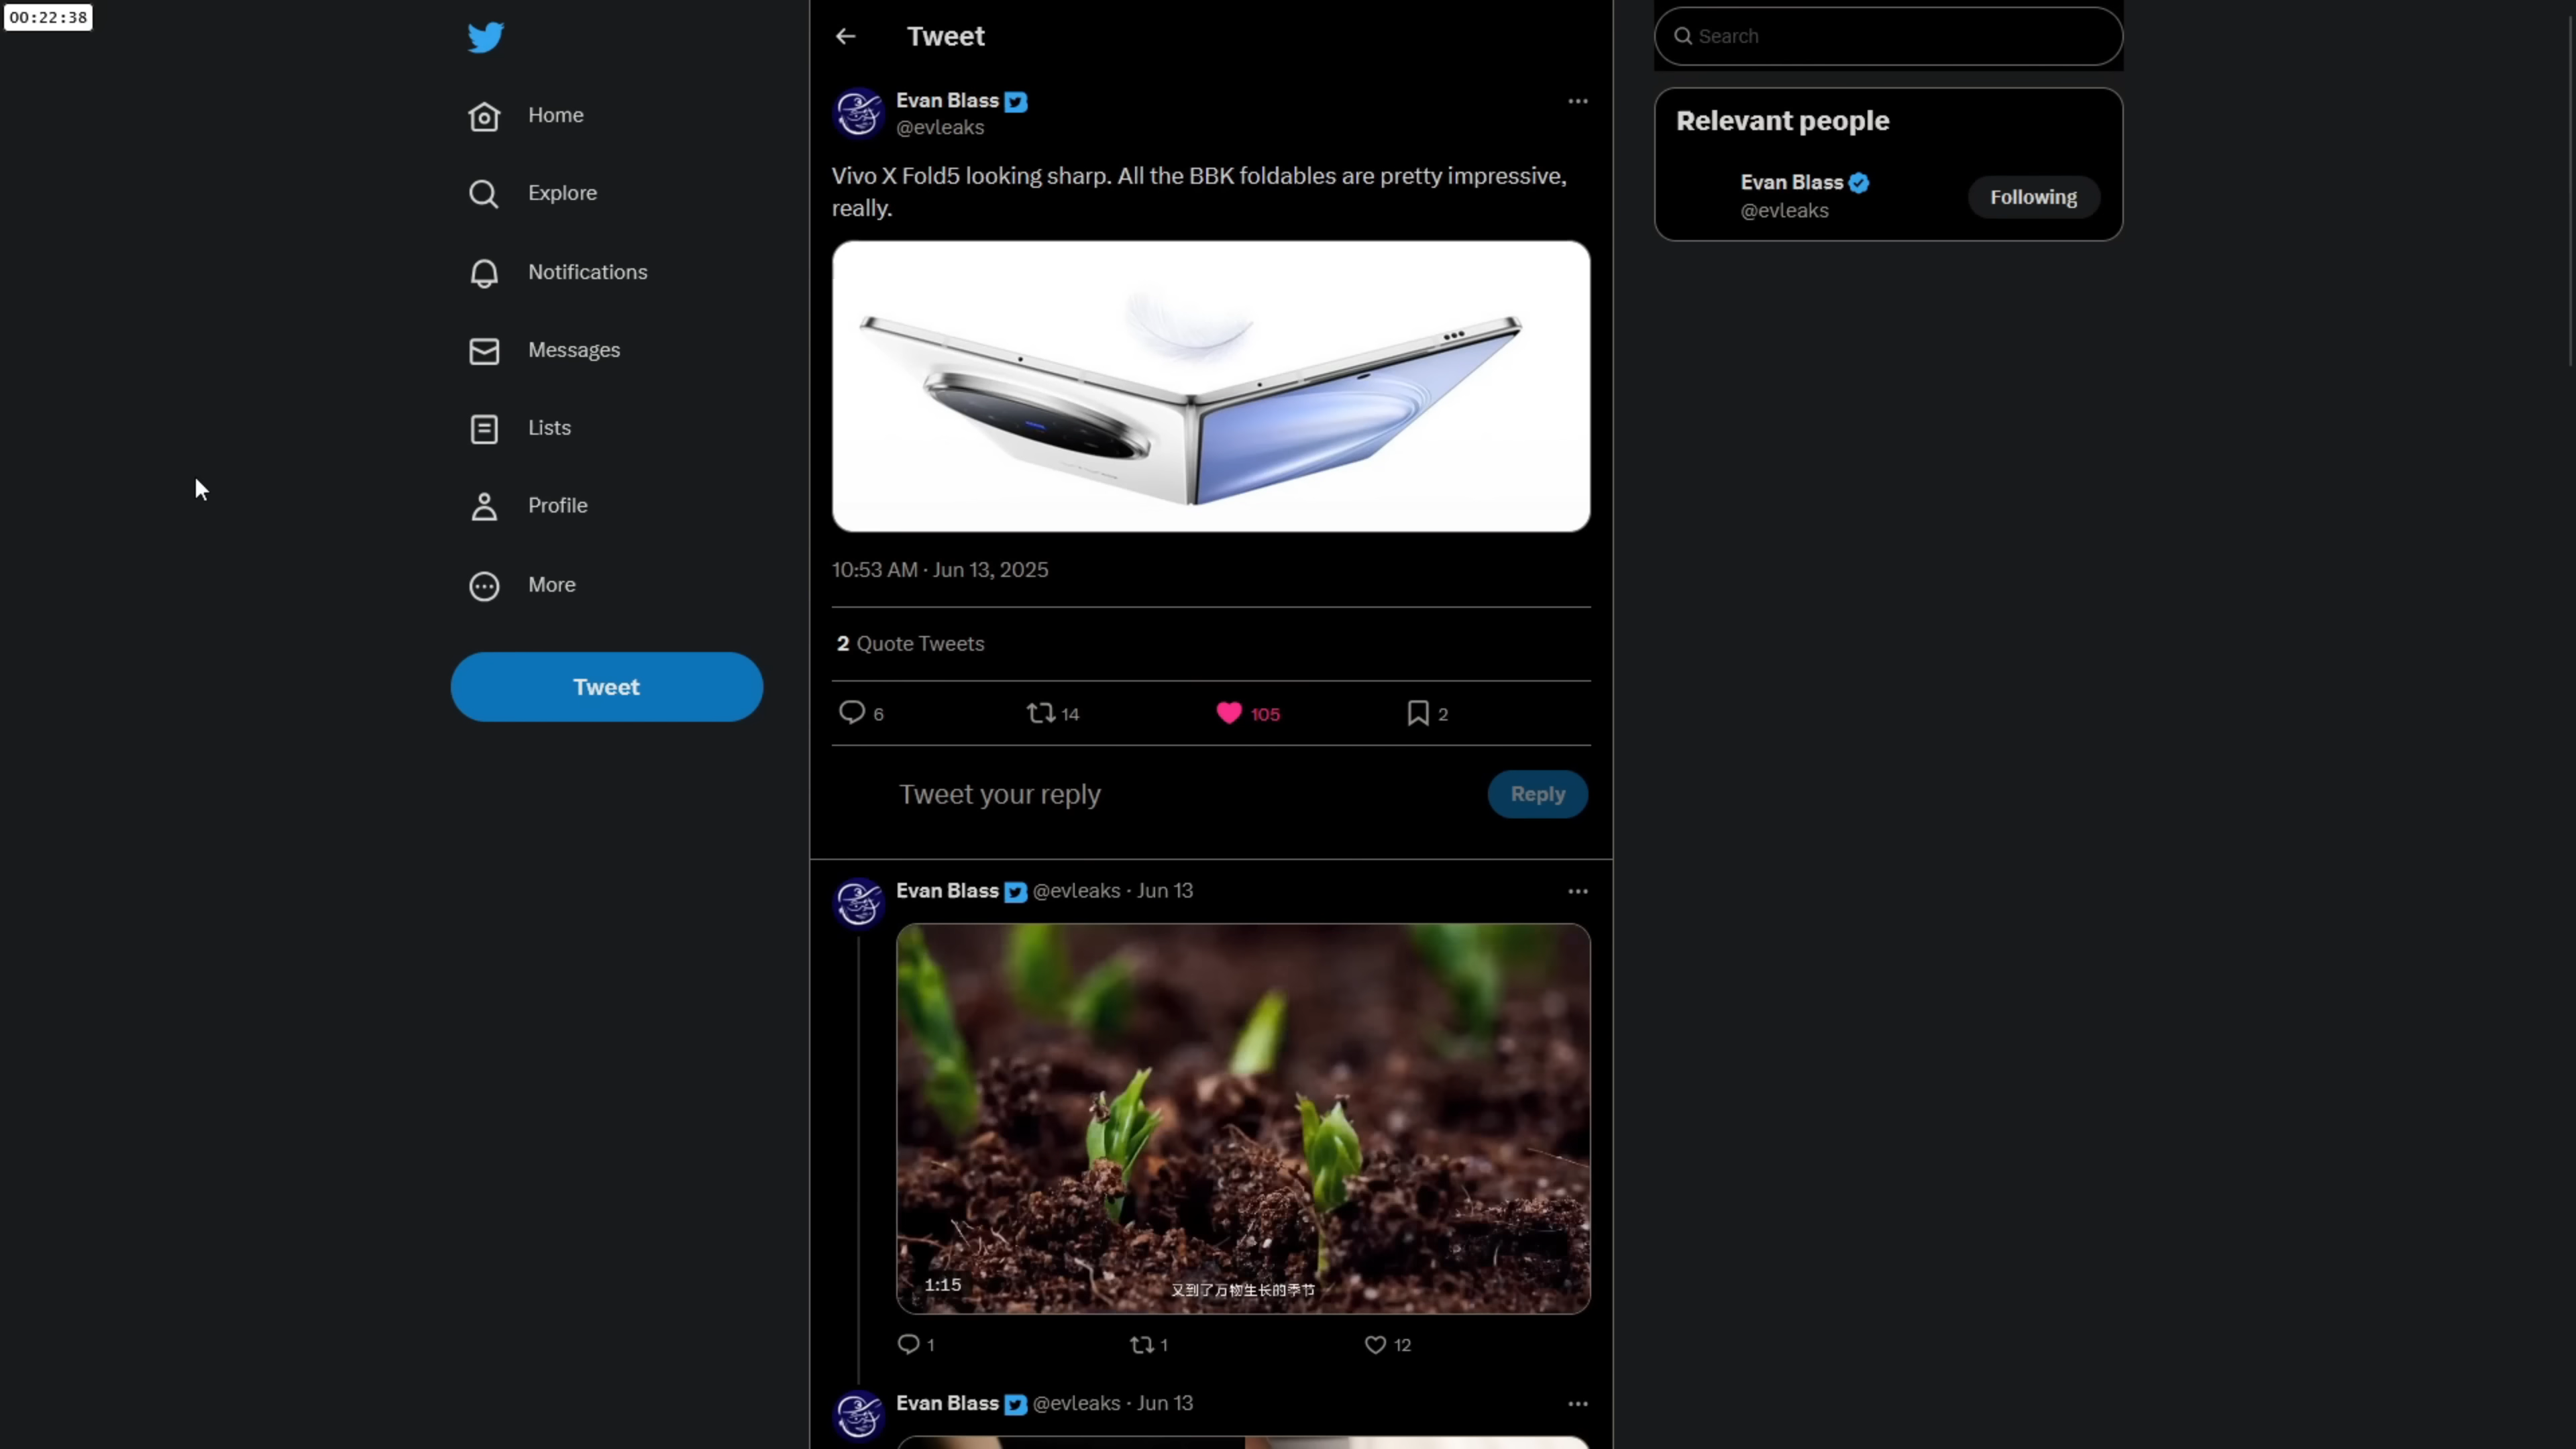 00:22:38
Home
Explore
Notifications
Messages
Lists
Profile
More
Tweet
Tweet
Evan Blass
@evleaks
Vivo X Fold5 looking sharp. All the BBK foldables are pretty impressive,
really.
10:53 AM · Jun 13, 2025
2 Quote Tweets
6 14 105 2
Tweet your reply
Reply
Evan Blass @evleaks · Jun 13
1:15
又到了万物生长的季节
1 1 12
Evan Blass @evleaks · Jun 13
Search
Relevant people
Evan Blass
@evleaks
Following